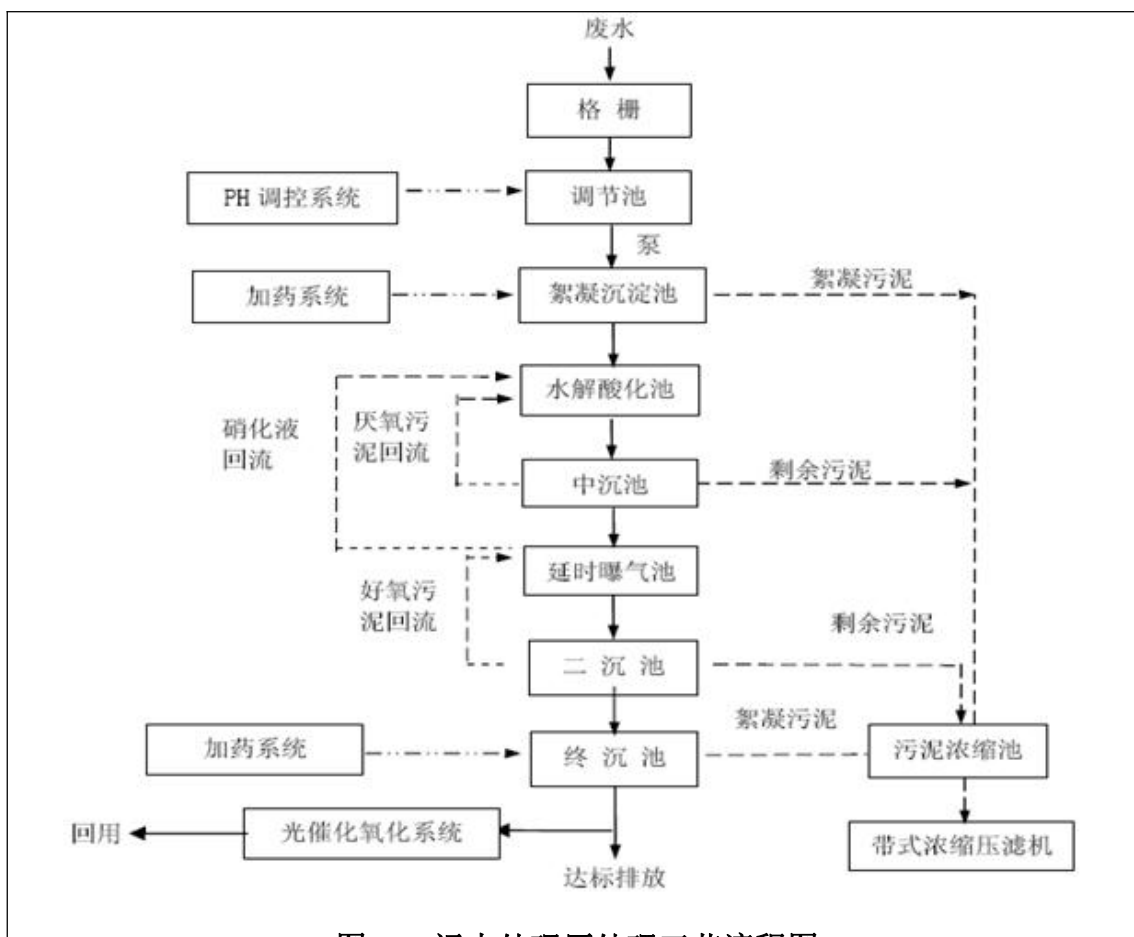 废水
格 栅
PH 调控系统
调节池
泵
加药系统
絮凝沉淀池
絮凝污泥
水解酸化池
硝化液
回流
厌氧污
泥回流
中沉池
剩余污泥
延时曝气池
好氧污
泥回流
剩余污泥
二 沉 池
絮凝污泥
加药系统
终 沉 池
污泥浓缩池
回用
光催化氧化系统
带式浓缩压滤机
达标排放